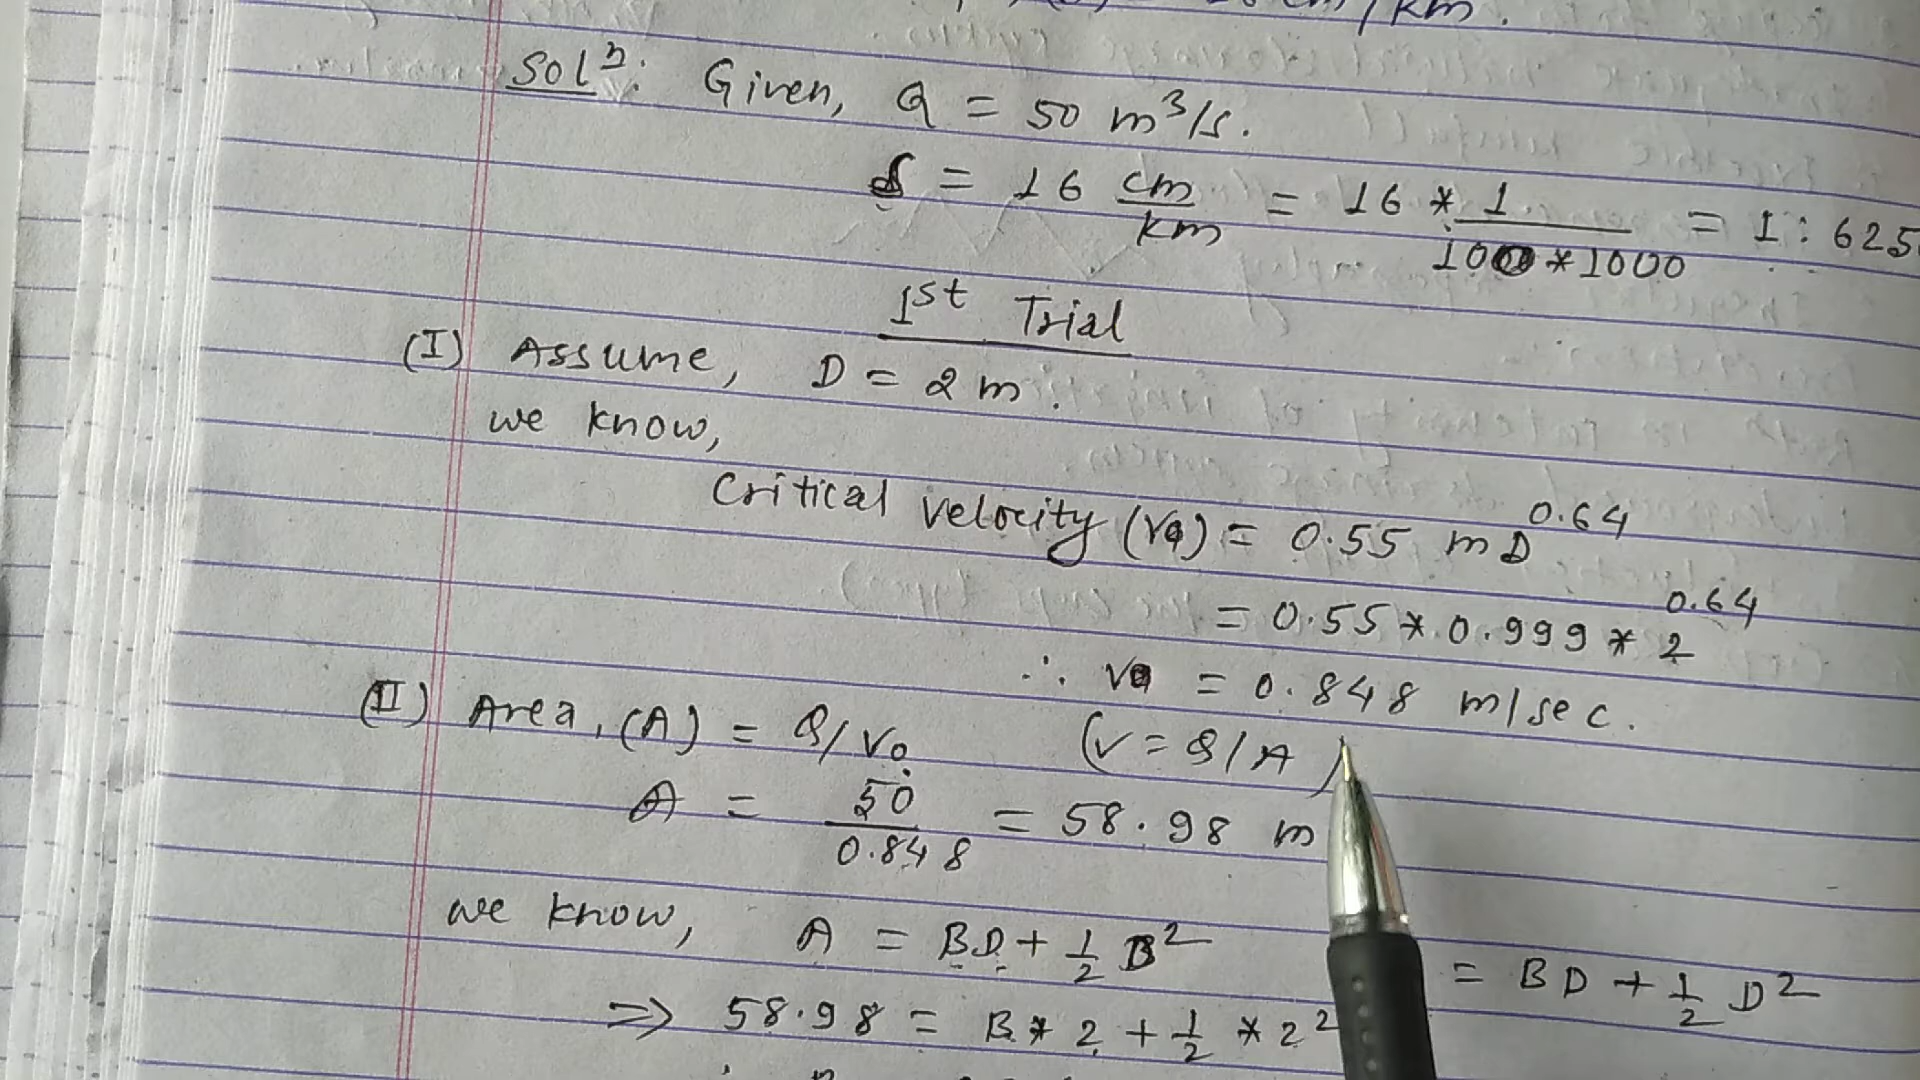 cm/km.
Solⁿ: Given, Q = 50 m³/s.
S = 16 cm/km = 16 * 1/(100 * 1000) = 1 : 625
1st Trial
(I) Assume, D = 2 m.
we know,
Critical velocity (V0) = 0.55 m D^0.64
= 0.55 * 0.999 * 2^0.64
∴ V0 = 0.848 m/sec.
(II) Area, (A) = Q/V0 (V = Q/A)
A = 50/0.848 = 58.98 m
we know, A = BD + 1/2 D² = BD + 1/2 D²
⇒ 58.98 = B * 2 + 1/2 * 2²